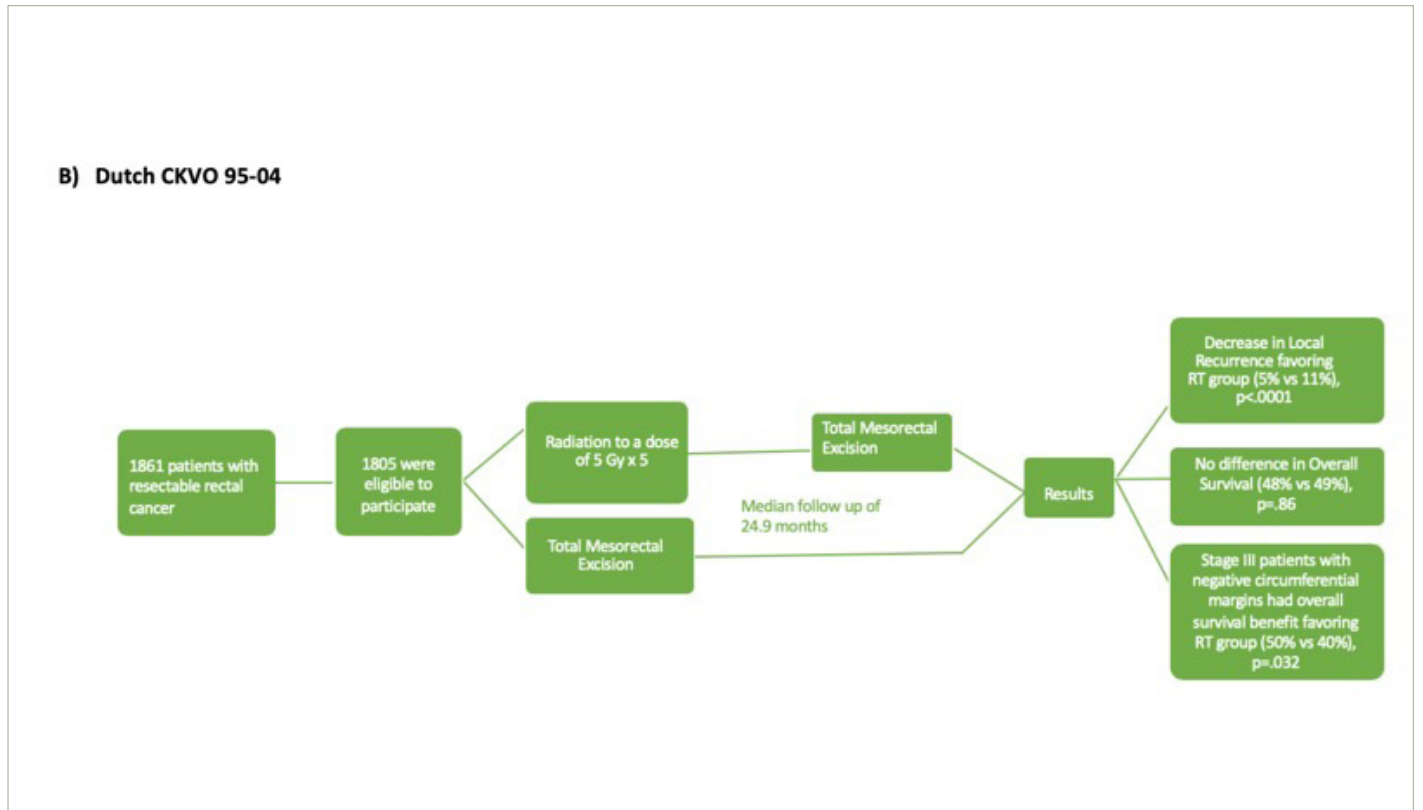 B) Dutch CKVO 95-04
1861 patients with
resectable rectal
cancer
1805 were
eligible to
participate
Radiation to a dose
of 5 Gy x 5
Total Mesorectal
Excision
Total Mesorectal
Excision
Median follow up of
24.9 months
Results
Decrease in Local
Recurrence favoring
RT group (5% vs 11%),
p<.0001
No difference in Overall
Survival (48% vs 49%),
p=.86
Stage III patients with
negative circumferential
margins had overall
survival benefit favoring
RT group (50% vs 40%),
p=.032